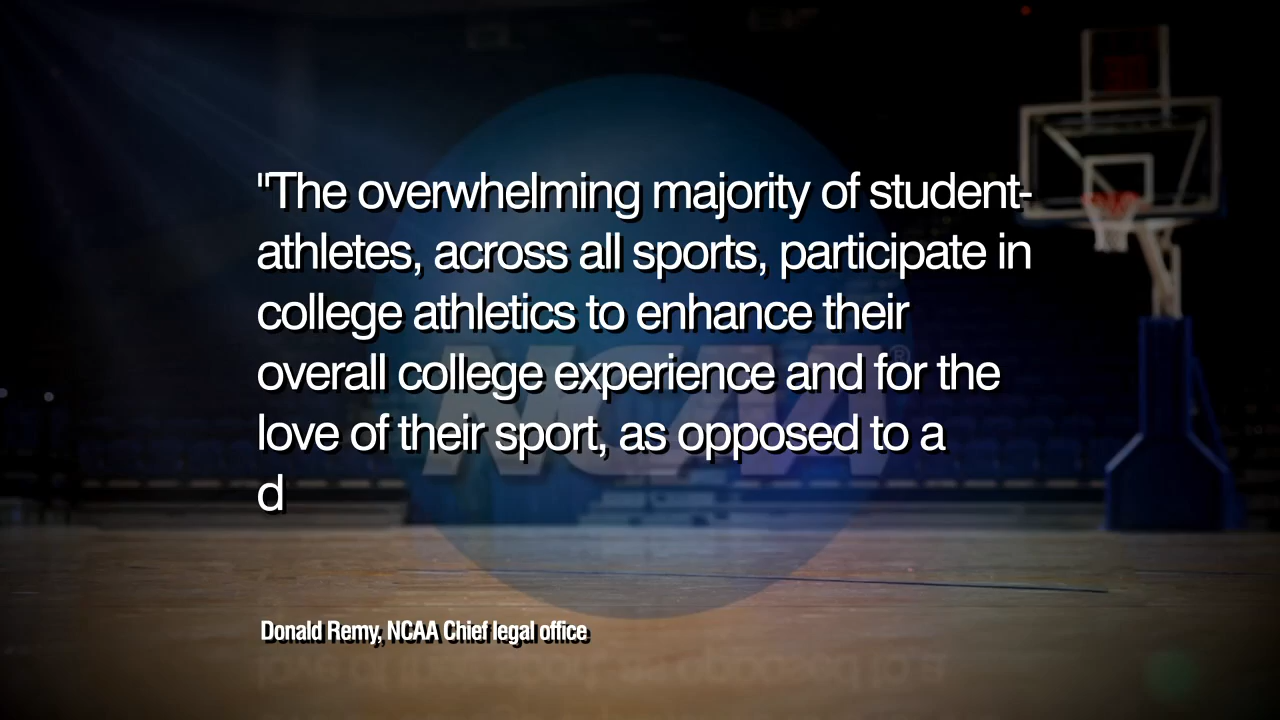 "The overwhelming majority of student-
athletes, across all sports, participate in
college athletics to enhance their
overall college experience and for the
love of their sport, as opposed to a
d
NCAA®
Donald Remy, NCAA Chief legal office